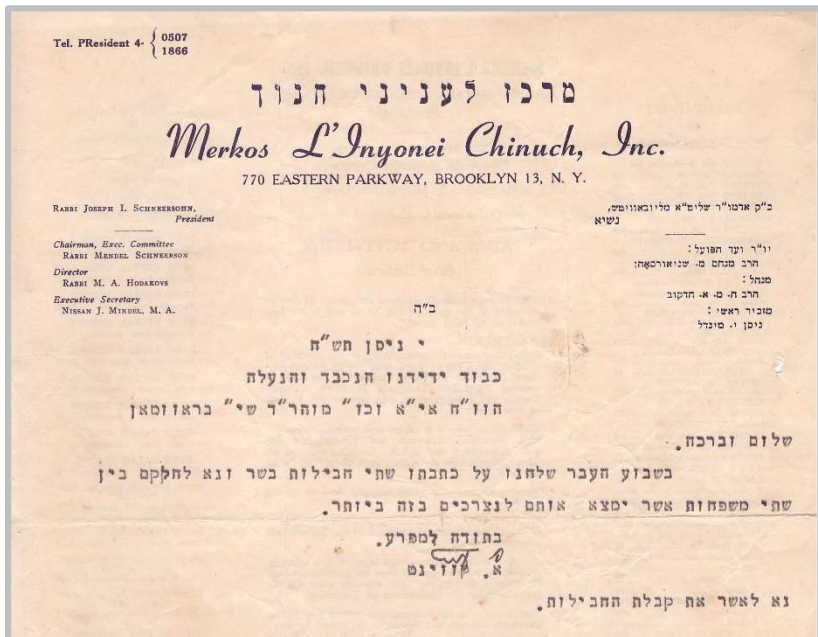 Tel. PResident 4- { 0507
1866
מרכז לעניני חנוך
Merkos L'Inyonei Chinuch, Inc.
770 EASTERN PARKWAY, BROOKLYN 13, N. Y.
RABBI JOSEPH I. SCHNEERSOHN,
President
Chairman, Exec. Committee
RABBI MENDEL SCHNEERSON
Director
RABBI M. A. HODAKOVS
Executive Secretary
NISSAN J. MINDEL, M. A.
כ"ק אדמו"ר שליט"א מליובאוויטש,
נשיא
יו"ר ועד הפועל:
הרב מנחם מ. שניאורסאהן
מנהל:
הרב ח. מ. א. חדקוב
מזכיר ראשי:
ניסן י. מינדל
ב"ה
י ניסן תש"ח
כבוד ידידנו הנכבד והנעלה
הוו"ח אי"א וכו" מוהר"ד שי" בראוומאן
שלום וברכה.
בשבוע העבר שלחנו על כתבתו שתי חבילות בשר ונא לחלקם בין
שתי משפחות אשר ימצא אותם לנצרכים בזה ביותר.
בתודה למפרע.
א. קווינט
נא לאשר את קבלת החבילות.